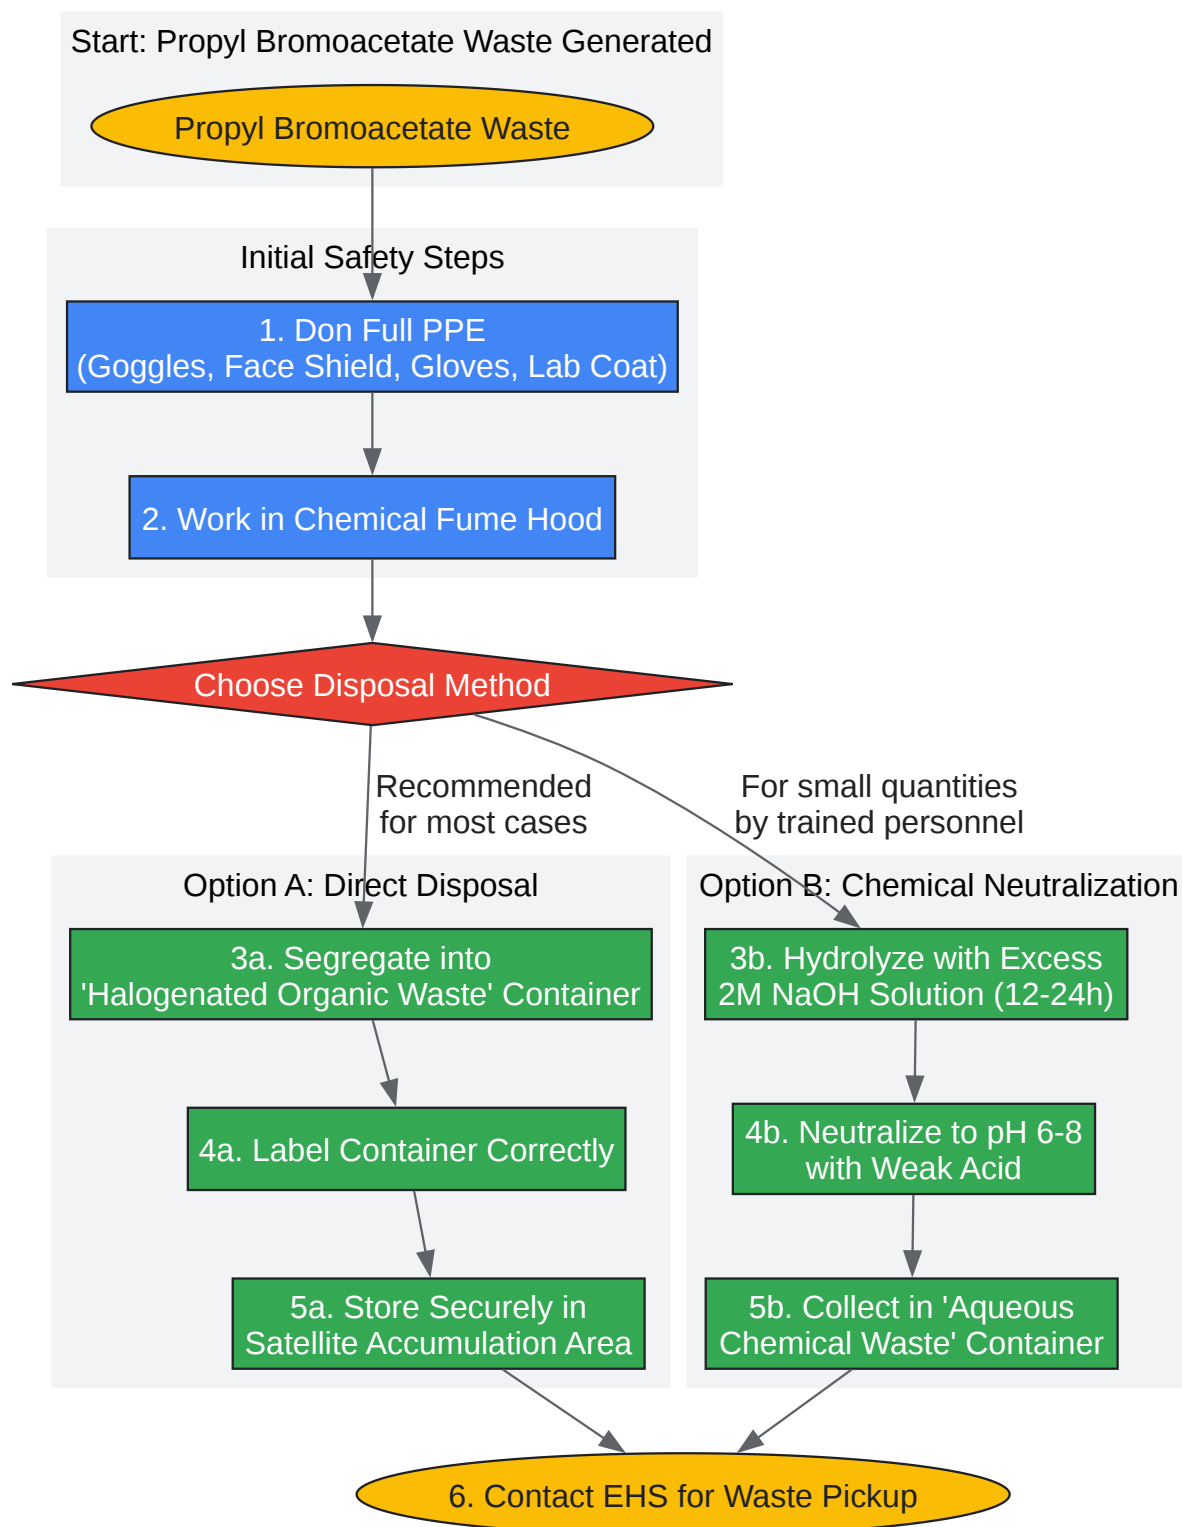 Start: Propyl Bromoacetate Waste Generated
Propyl Bromoacetate Waste
Initial Safety Steps
1. Don Full PPE
(Goggles, Face Shield, Gloves, Lab Coat)
2. Work in Chemical Fume Hood
Choose Disposal Method
Recommended
for most cases
For small quantities
by trained personnel
Option A: Direct Disposal
3a. Segregate into
'Halogenated Organic Waste' Container
4a. Label Container Correctly
5a. Store Securely in
Satellite Accumulation Area
Option B: Chemical Neutralization
3b. Hydrolyze with Excess
2M NaOH Solution (12-24h)
4b. Neutralize to pH 6-8
with Weak Acid
5b. Collect in 'Aqueous
Chemical Waste' Container
6. Contact EHS for Waste Pickup